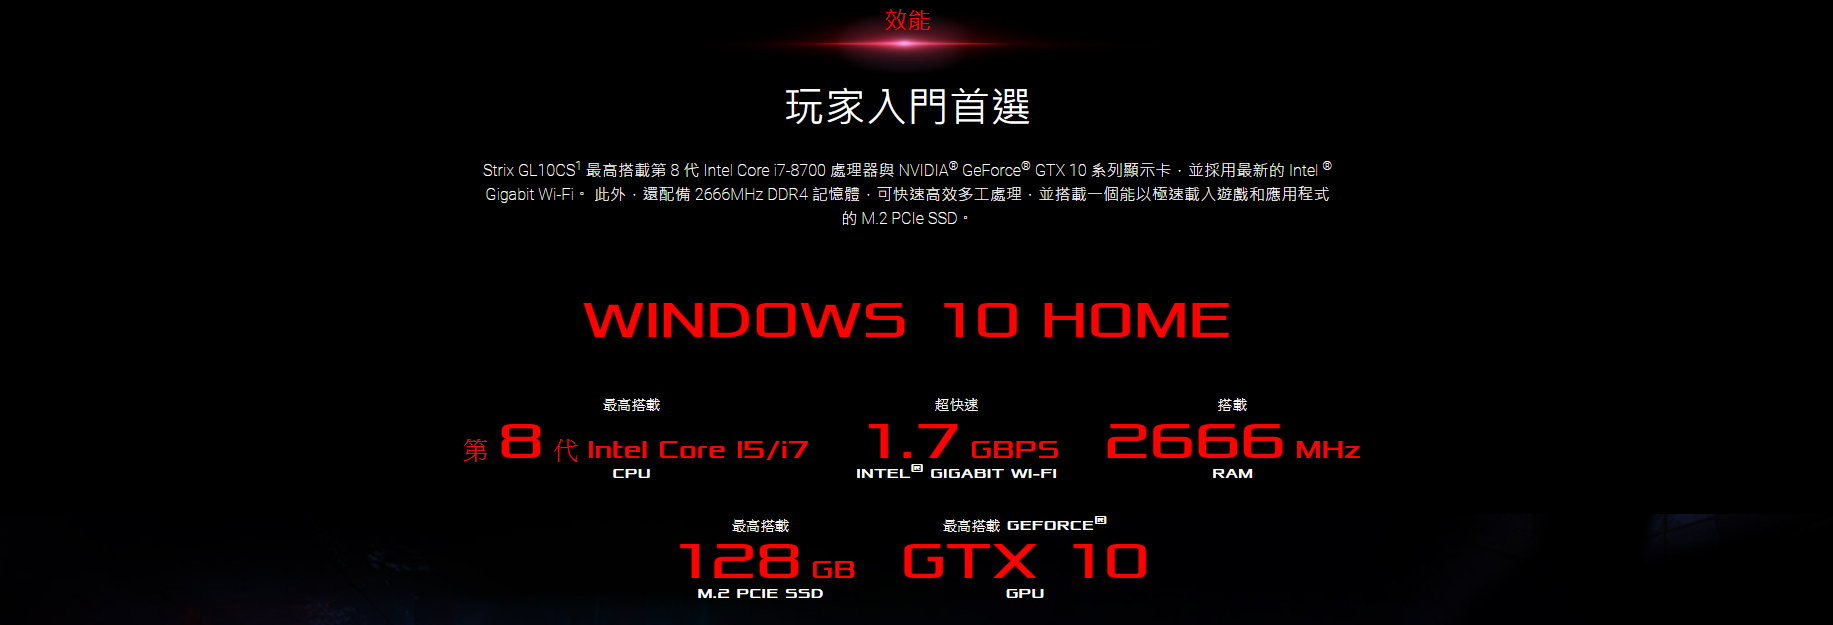 效能
玩家入門首選
Strix GL10CS¹ 最高搭載第 8 代 Intel Core i7-8700 處理器與 NVIDIA® GeForce® GTX 10 系列顯示卡，並採用最新的 Intel ®
Gigabit Wi-Fi。 此外，還配備 2666MHz DDR4 記憶體，可快速高效多工處理，並搭載一個能以極速載入遊戲和應用程式
的 M.2 PCIe SSD。
WINDOWS 10 HOME
最高搭載
第 8 代 Intel Core I5/i7
CPU
超快速
1.7 GBPS
INTEL® GIGABIT WI-FI
搭載
2666 MHz
RAM
最高搭載
128 GB
M.2 PCIE SSD
最高搭載 GEFORCE®
GTX 10
GPU